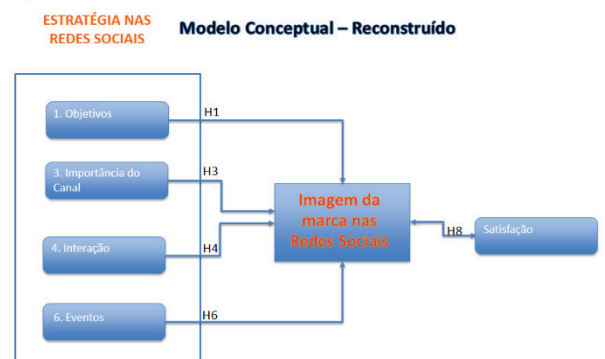 ESTRATÉGIA NAS
REDES SOCIAIS
Modelo Conceptual – Reconstruído
1. Objetivos
H1
3. Importância do
Canal
H3
4. Interação
H4
6. Eventos
H6
Imagem da
marca nas
Redes Sociais
H8
Satisfação